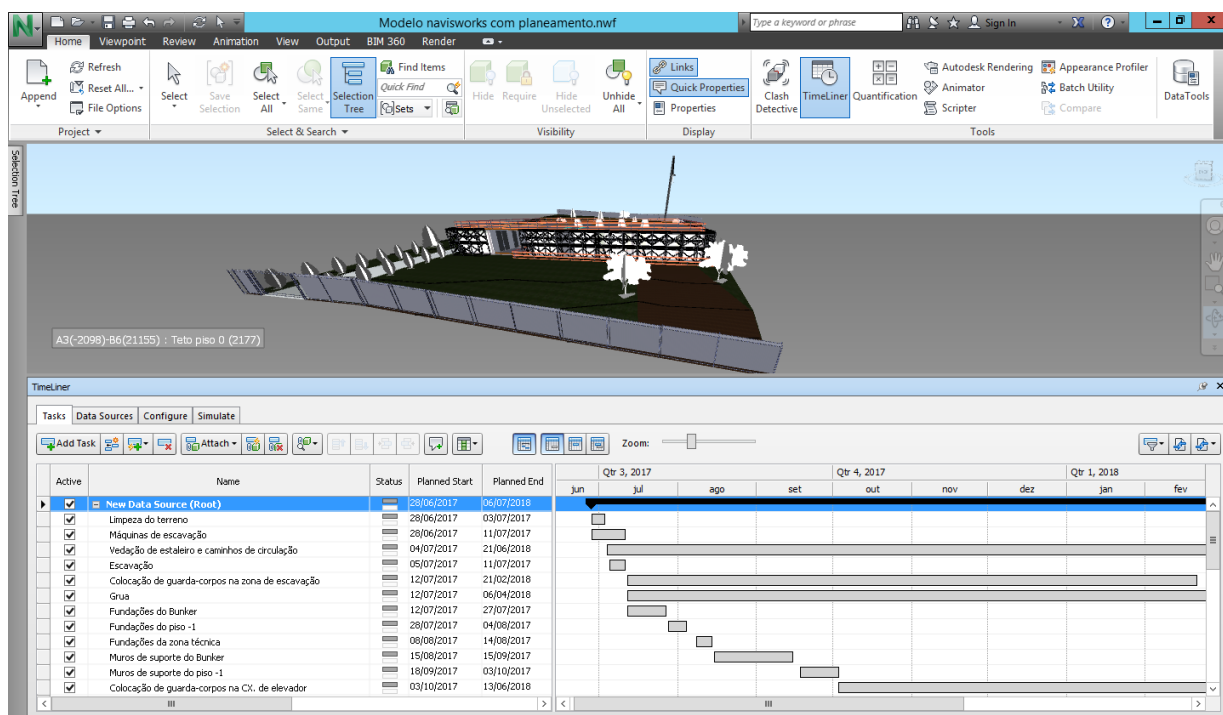 Modelo navisworks com planeamento.nwf
Type a keyword or phrase
Sign In
Home Viewpoint Review Animation View Output BIM 360 Render
Append
Refresh
Reset All...
File Options
Project
Select
Save Selection
Select All
Select Same
Selection Tree
Find Items
Quick Find
Sets
Select & Search
Hide
Require
Hide Unselected
Unhide All
Visibility
Links
Quick Properties
Properties
Display
Clash Detective
TimeLiner
Quantification
Autodesk Rendering
Animator
Scripter
Appearance Profiler
Batch Utility
Compare
Tools
DataTools
Selection Tree
A3(-2098)-B6(21155) : Teto piso 0 (2177)
TimeLiner
Tasks Data Sources Configure Simulate
Add Task
Attach
Zoom:
Active Name Status Planned Start Planned End
Qtr 3, 2017 Qtr 4, 2017 Qtr 1, 2018
jun jul ago set out nov dez jan fev
New Data Source (Root) 28/06/2017 06/07/2018
Limpeza do terreno 28/06/2017 03/07/2017
Máquinas de escavação 28/06/2017 11/07/2017
Vedação de estaleiro e caminhos de circulação 04/07/2017 21/06/2018
Escavação 05/07/2017 11/07/2017
Colocação de guarda-corpos na zona de escavação 12/07/2017 21/02/2018
Grua 12/07/2017 06/04/2018
Fundações do Bunker 12/07/2017 27/07/2017
Fundações do piso -1 28/07/2017 04/08/2017
Fundações da zona técnica 08/08/2017 14/08/2017
Muros de suporte do Bunker 15/08/2017 15/09/2017
Muros de suporte do piso -1 18/09/2017 03/10/2017
Colocação de guarda-corpos na CX. de elevador 03/10/2017 13/06/2018